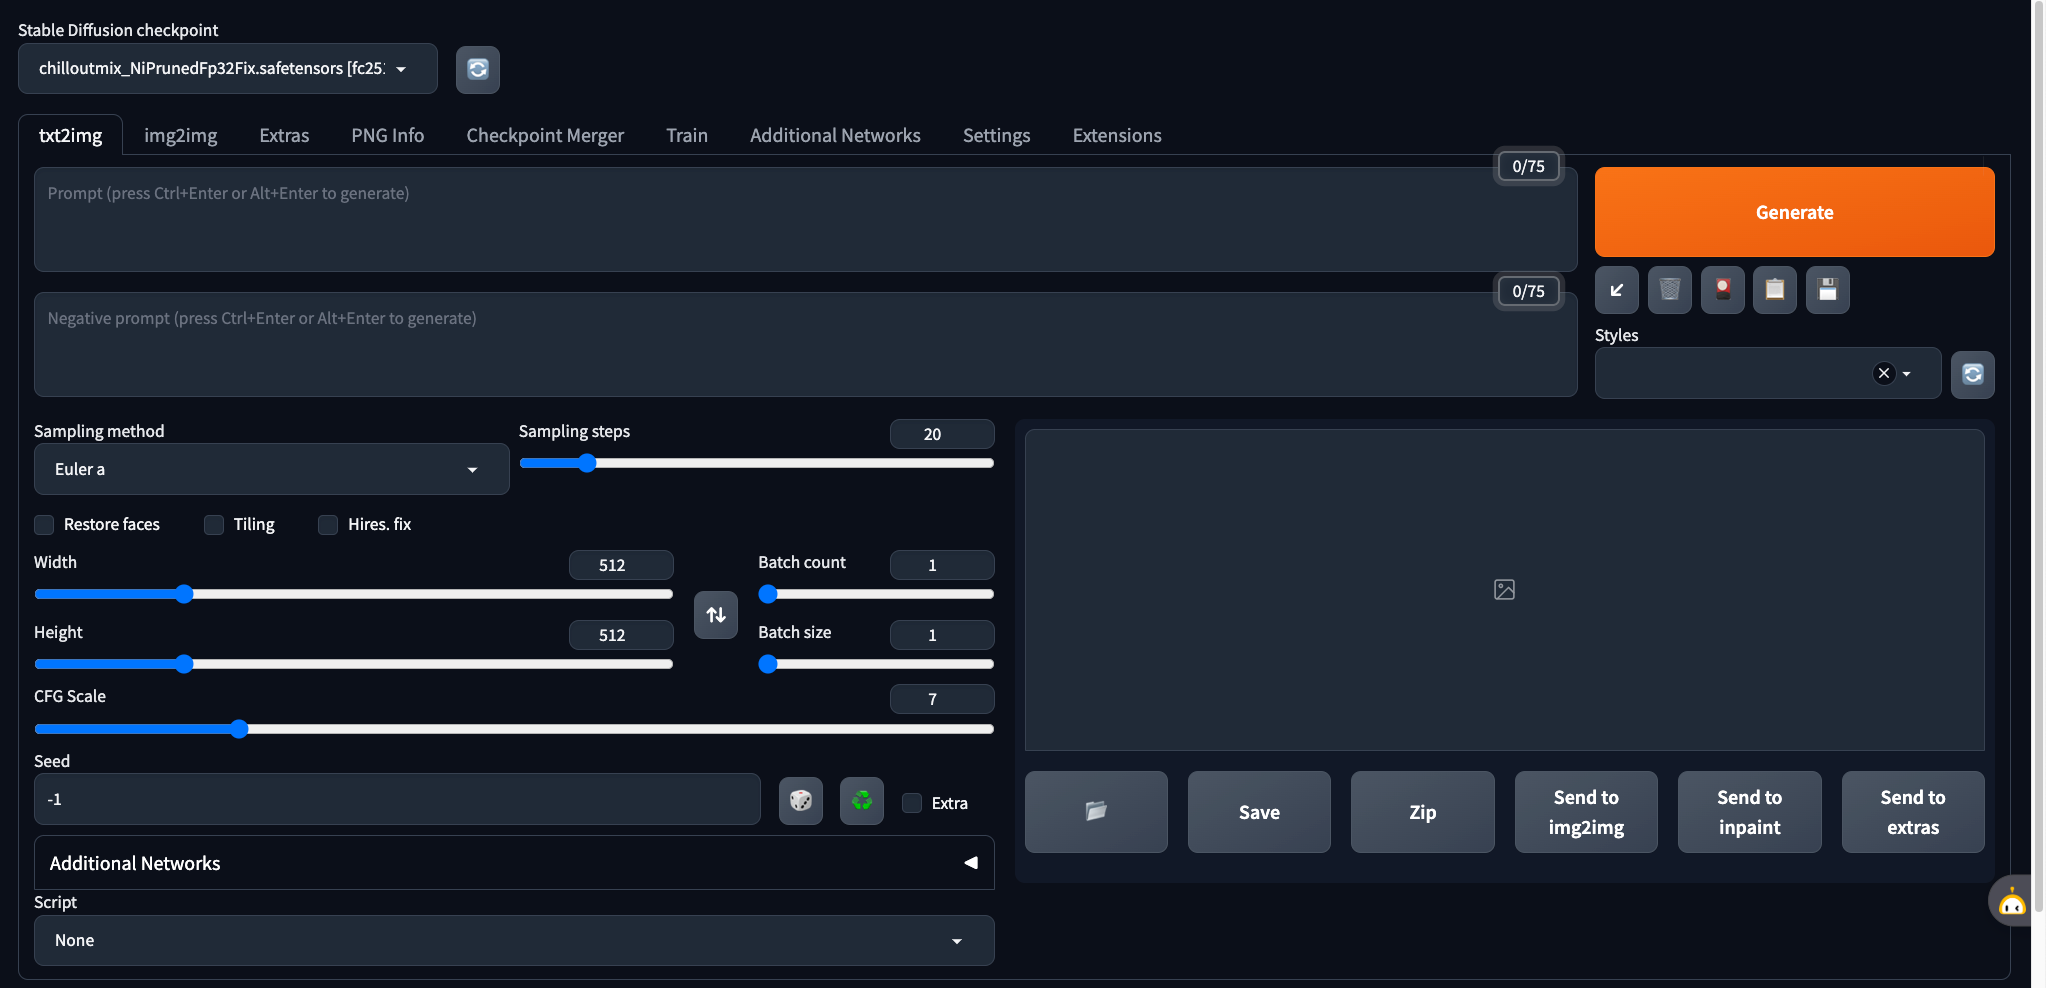 Stable Diffusion checkpoint
chilloutmix_NiPrunedFp32Fix.safetensors [fc25
txt2img img2img Extras PNG Info Checkpoint Merger Train Additional Networks Settings Extensions
Prompt (press Ctrl+Enter or Alt+Enter to generate)
0/75
Generate
Negative prompt (press Ctrl+Enter or Alt+Enter to generate)
0/75
Styles
Sampling method
Euler a
Sampling steps
20
Restore faces Tiling Hires. fix
Width
512
Batch count
1
Height
512
Batch size
1
CFG Scale
7
Seed
-1
Extra
Additional Networks
Script
None
Save
Zip
Send to
img2img
Send to
inpaint
Send to
extras